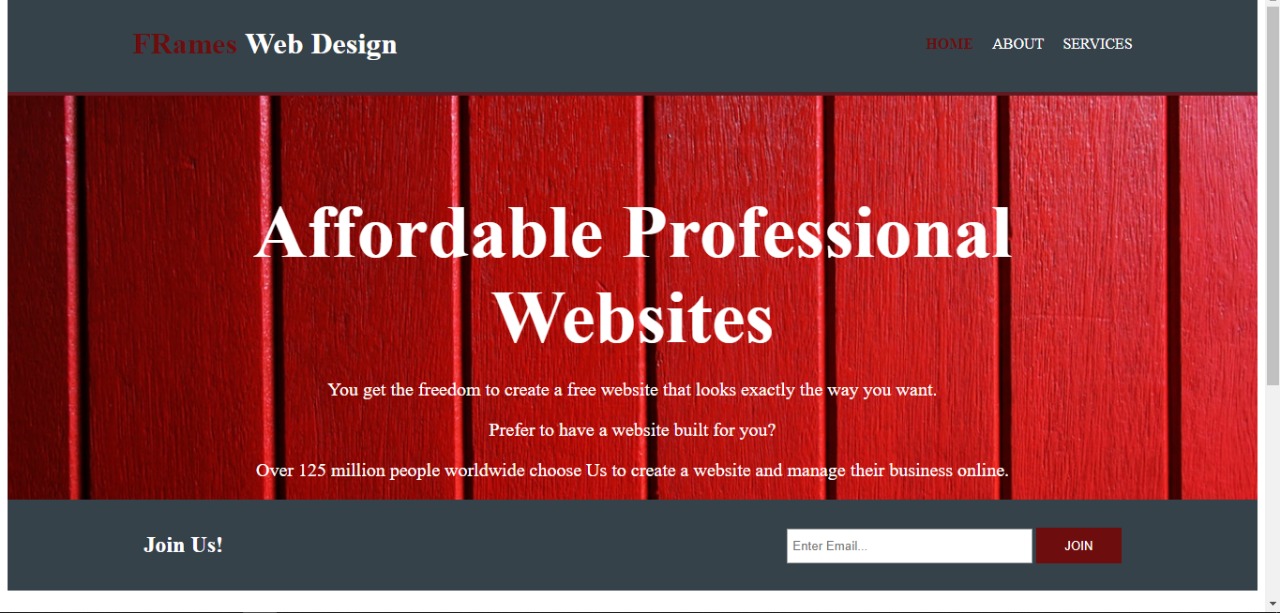 FRames Web Design
HOME ABOUT SERVICES
Affordable Professional
Websites
You get the freedom to create a free website that looks exactly the way you want.
Prefer to have a website built for you?
Over 125 million people worldwide choose Us to create a website and manage their business online.
Join Us!
Enter Email...
JOIN